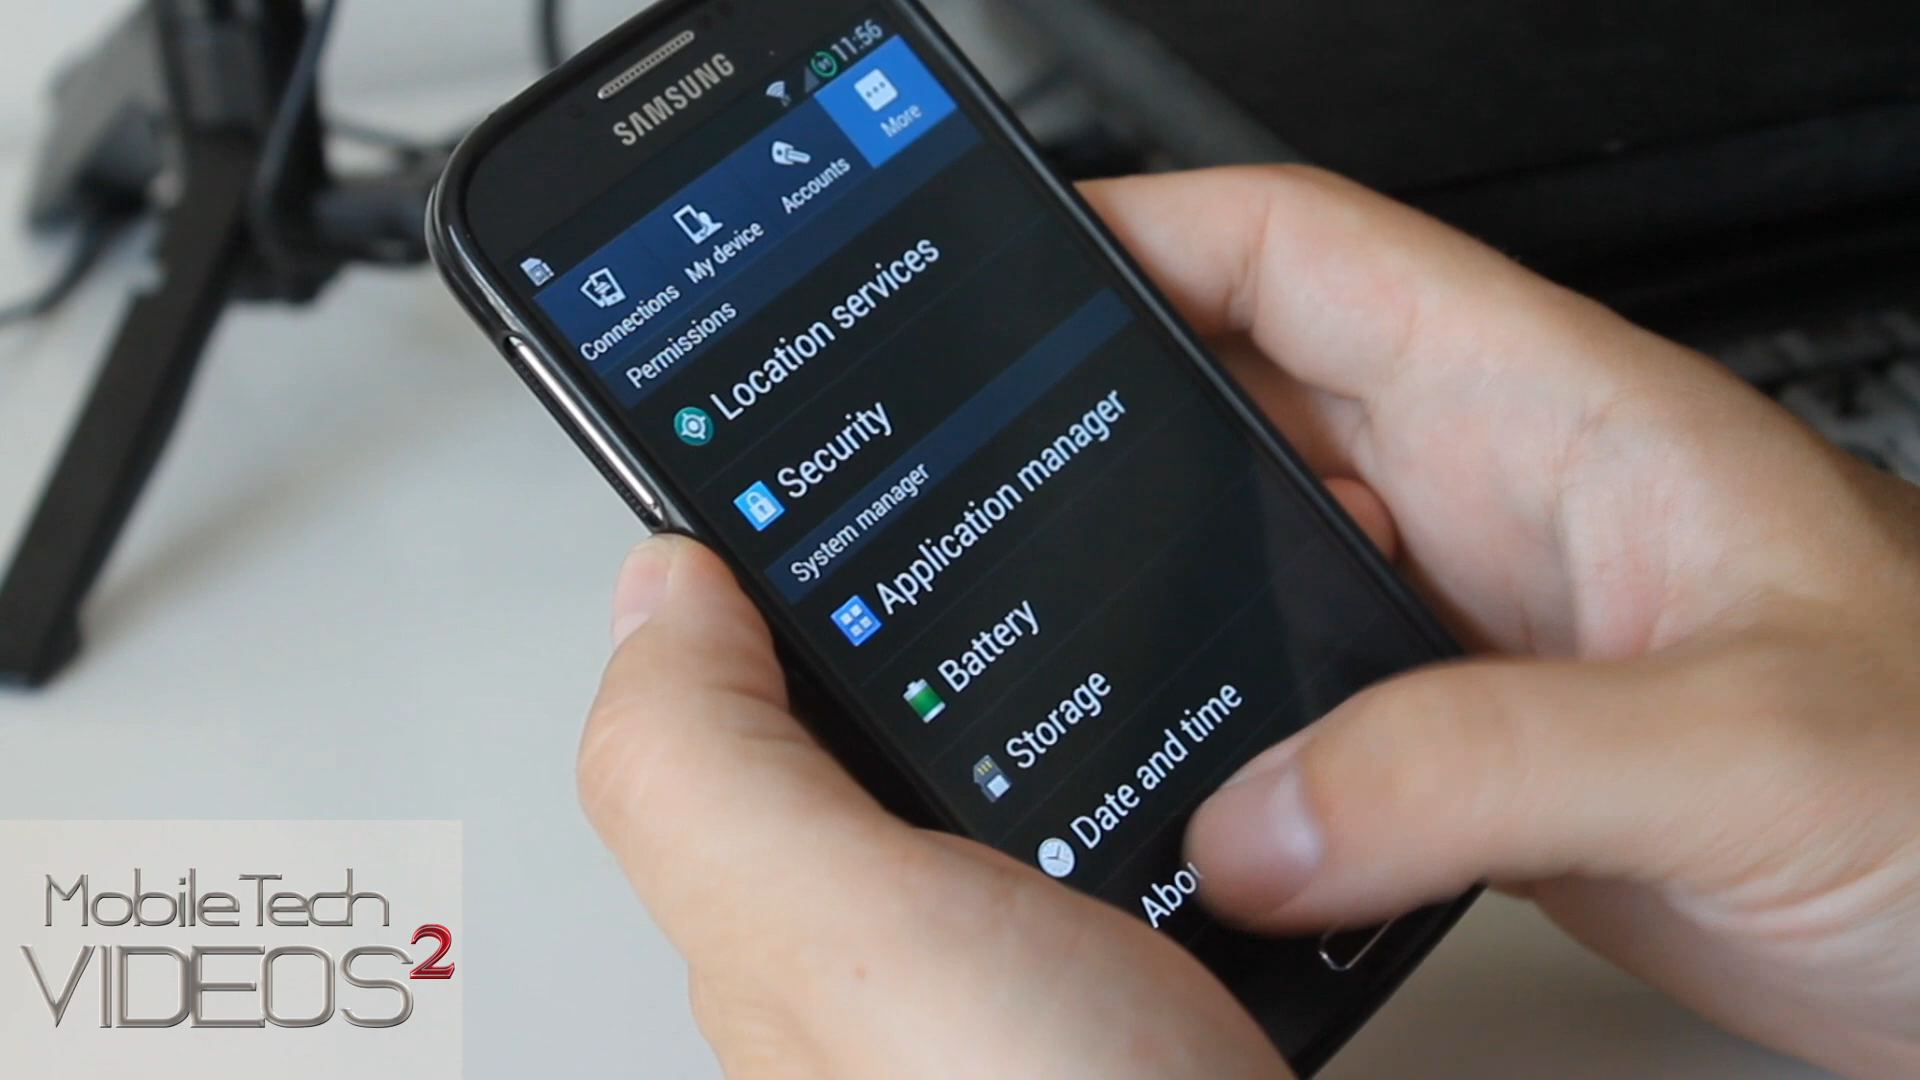 SAMSUNG
11:56
Connections
My device
Accounts
More
Permissions
Location services
Security
System manager
Application manager
Battery
Storage
Date and time
Abo
MobileTech
VIDEOS2